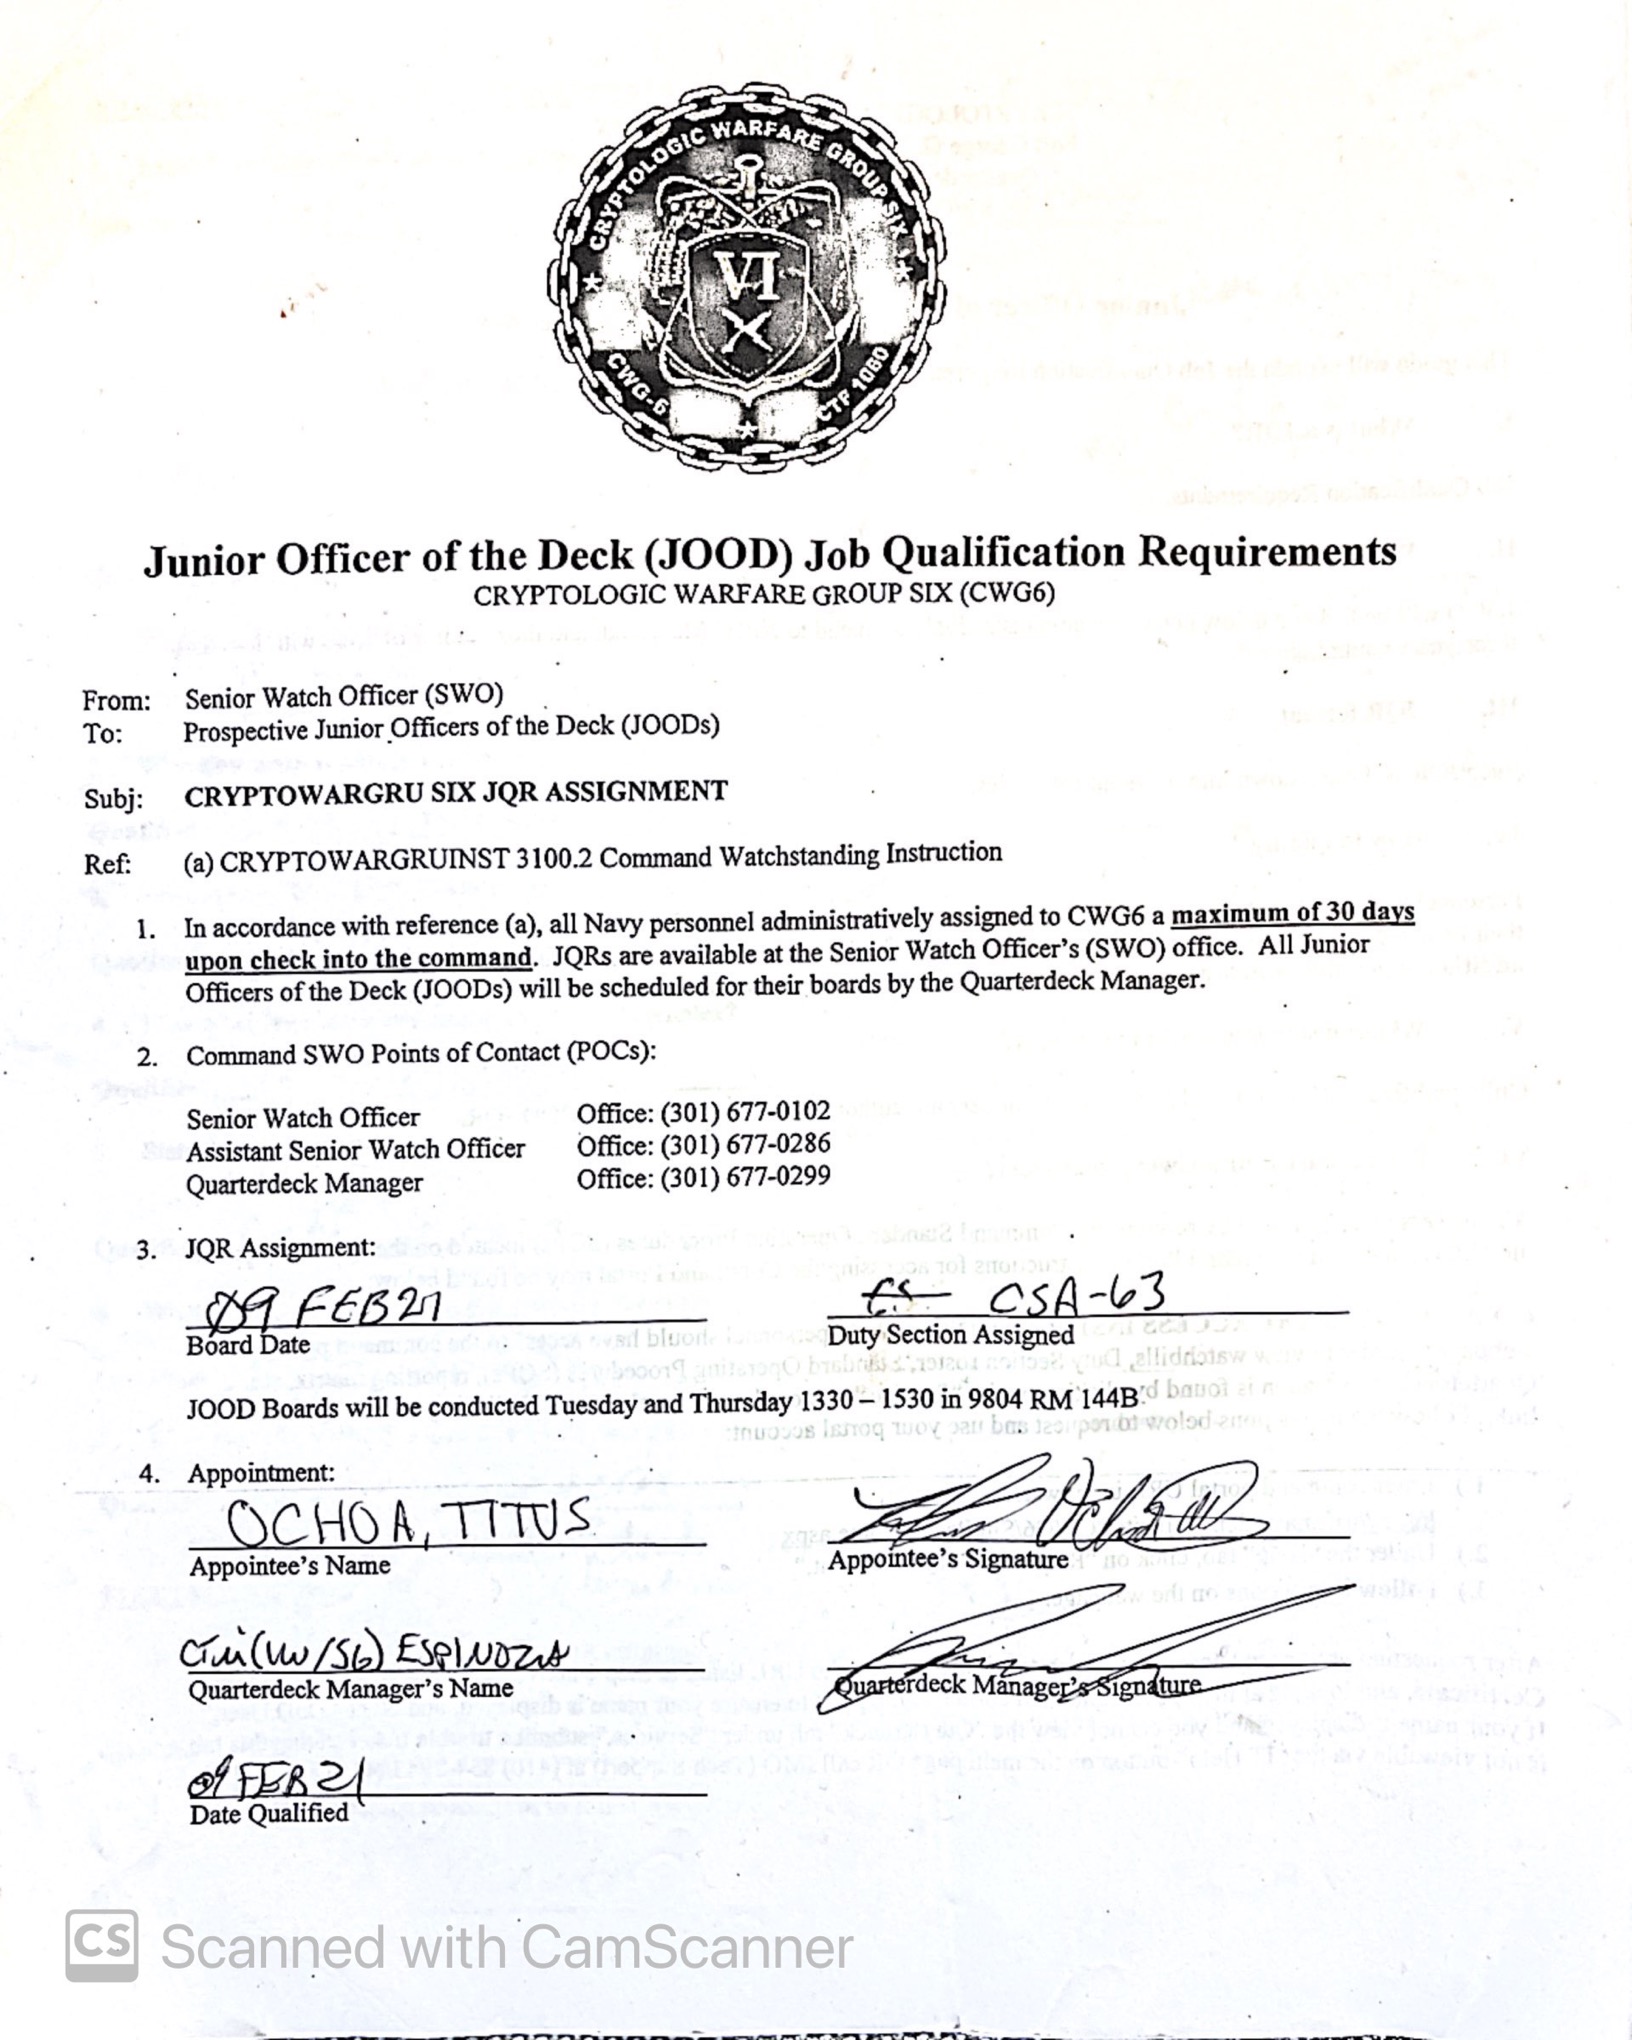 CRYPTOLOGIC WARFARE GROUP SIX
VI
CWG-6
CTF 1060
Junior Officer of the Deck (JOOD) Job Qualification Requirements
CRYPTOLOGIC WARFARE GROUP SIX (CWG6)
From: Senior Watch Officer (SWO)
To: Prospective Junior Officers of the Deck (JOODs)
Subj: CRYPTOWARGRU SIX JQR ASSIGNMENT
Ref: (a) CRYPTOWARGRUINST 3100.2 Command Watchstanding Instruction
1. In accordance with reference (a), all Navy personnel administratively assigned to CWG6 a maximum of 30 days
upon check into the command. JQRs are available at the Senior Watch Officer's (SWO) office. All Junior
Officers of the Deck (JOODs) will be scheduled for their boards by the Quarterdeck Manager.
2. Command SWO Points of Contact (POCs):
Senior Watch Officer Office: (301) 677-0102
Assistant Senior Watch Officer Office: (301) 677-0286
Quarterdeck Manager Office: (301) 677-0299
3. JQR Assignment:
09 FEB21 CSA-63
Board Date Duty Section Assigned
JOOD Boards will be conducted Tuesday and Thursday 1330 – 1530 in 9804 RM 144B.
4. Appointment:
OCHOA, TITUS
Appointee's Name Appointee's Signature
ESPINOZA
Quarterdeck Manager's Name Quarterdeck Manager's Signature
09 FEB 21
Date Qualified
CS Scanned with CamScanner